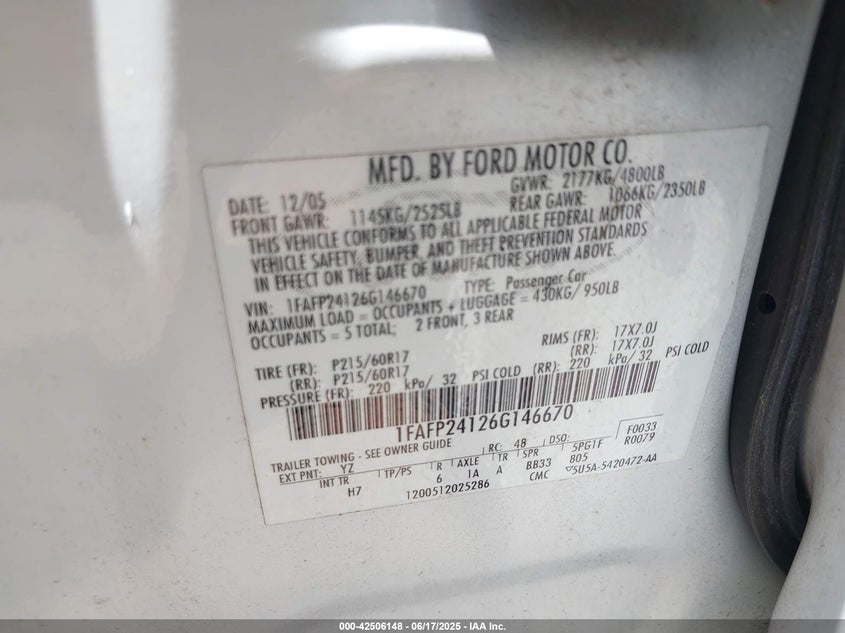 MFD. BY FORD MOTOR CO.
DATE: 12/05 GVWR: 2177KG/4800LB
FRONT GAWR: 1145KG/2525LB REAR GAWR: 1066KG/2350LB
THIS VEHICLE CONFORMS TO ALL APPLICABLE FEDERAL MOTOR
VEHICLE SAFETY, BUMPER, AND THEFT PREVENTION STANDARDS
IN EFFECT ON THE DATE OF MANUFACTURE SHOWN ABOVE.
VIN: 1FAFP24126G146670 TYPE: Passenger Car
MAXIMUM LOAD = OCCUPANTS + LUGGAGE = 430KG/ 950LB
OCCUPANTS = 5 TOTAL; 2 FRONT, 3 REAR
RIMS (FR): 17X7.0J
TIRE (FR): P215/60R17 (RR): 17X7.0J
(RR): P215/60R17
PRESSURE (FR): 220 kPa/ 32 PSI COLD (RR): 220 kPa/ 32 PSI COLD
1FAFP24126G146670
TRAILER TOWING - SEE OWNER GUIDE
EXT PNT: YZ RC: 48 DSO: F0033
INT TR TP/PS R AXLE TR SPR 5PG1F R0079
H7 6 1A A BB33 B05
1200512025286 CMC 5U5A-5420472-AA
000-42506148 - 06/17/2025 - IAA Inc.